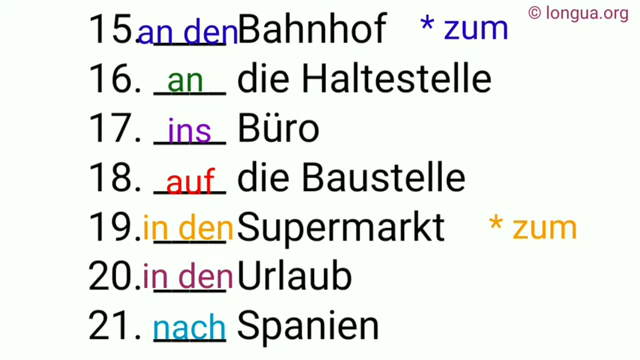 © longua.org
15. an den Bahnhof * zum
16. an die Haltestelle
17. ins Büro
18. auf die Baustelle
19. in den Supermarkt * zum
20. in den Urlaub
21. nach Spanien